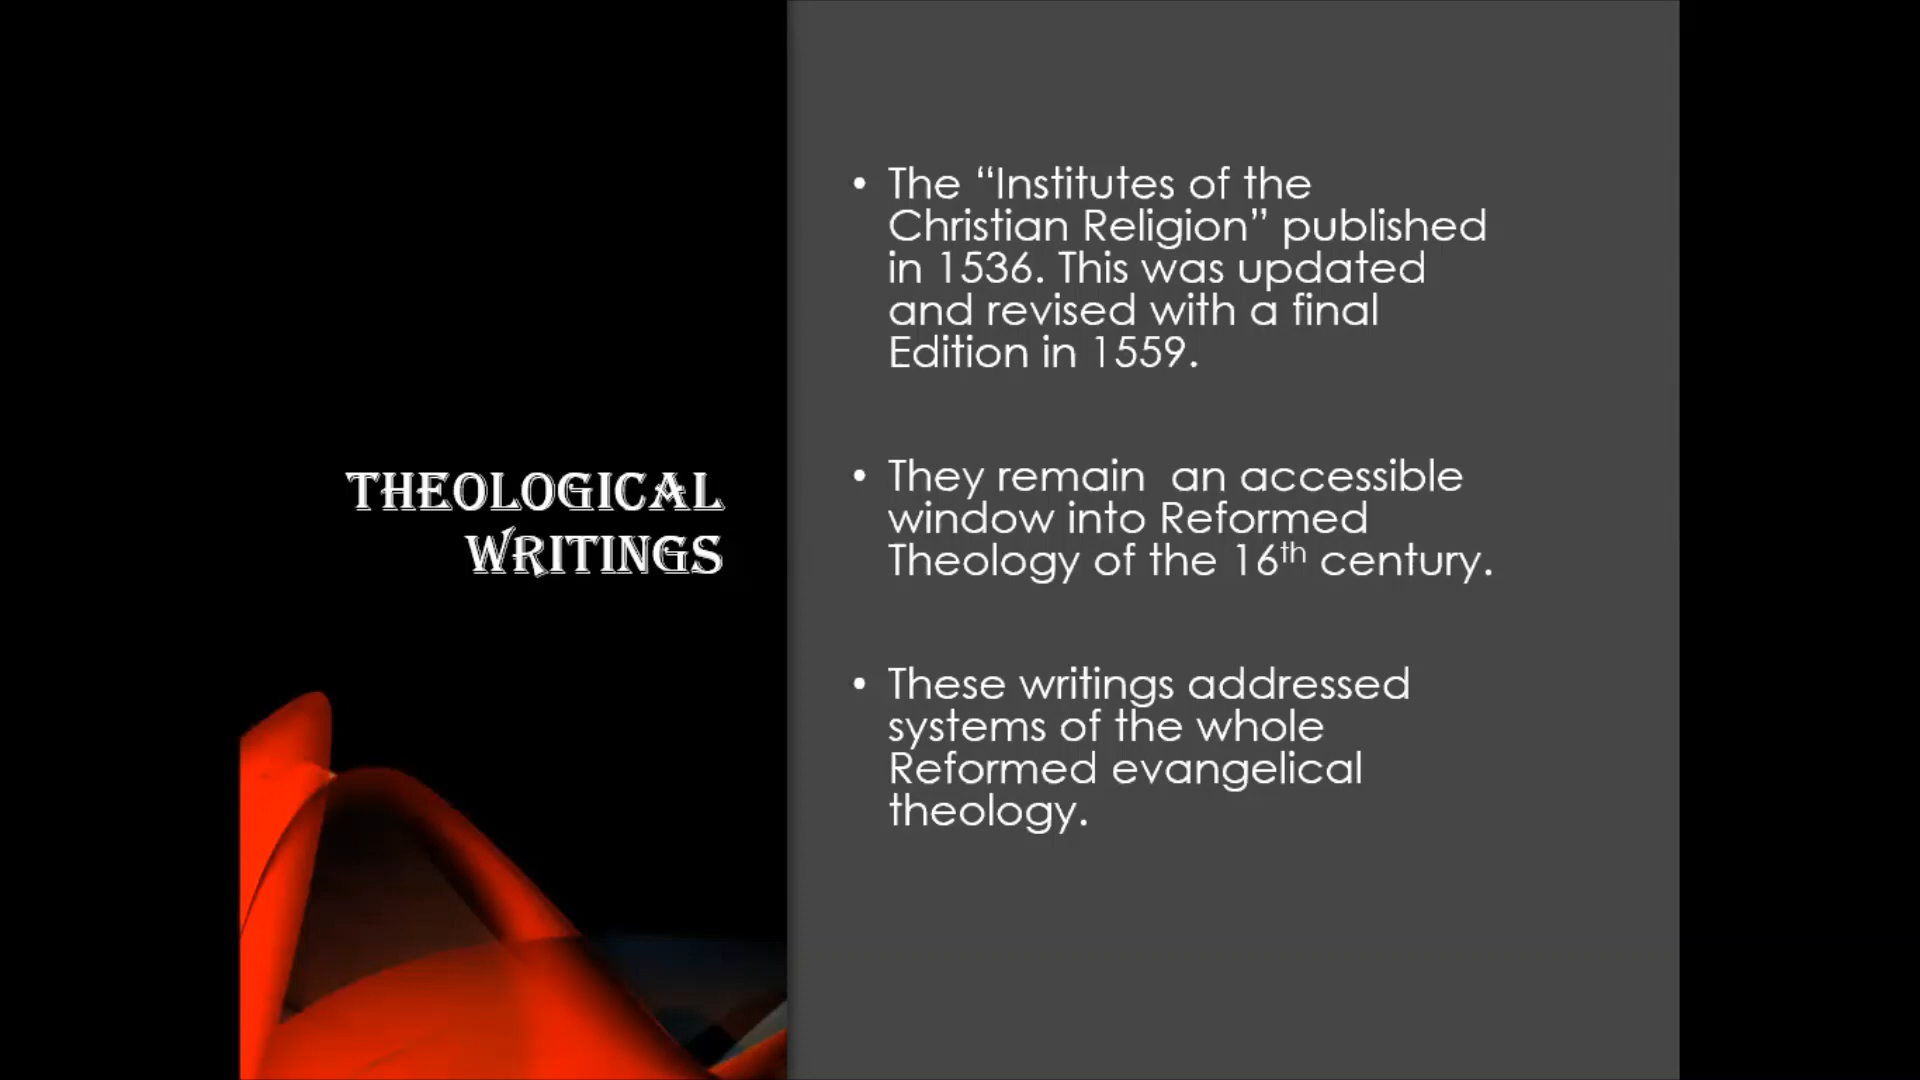 THEOLOGICAL
WRITINGS
• The “Institutes of the
Christian Religion” published
in 1536. This was updated
and revised with a final
Edition in 1559.
• They remain  an accessible
window into Reformed
Theology of the 16th century.
• These writings addressed
systems of the whole
Reformed evangelical
theology.